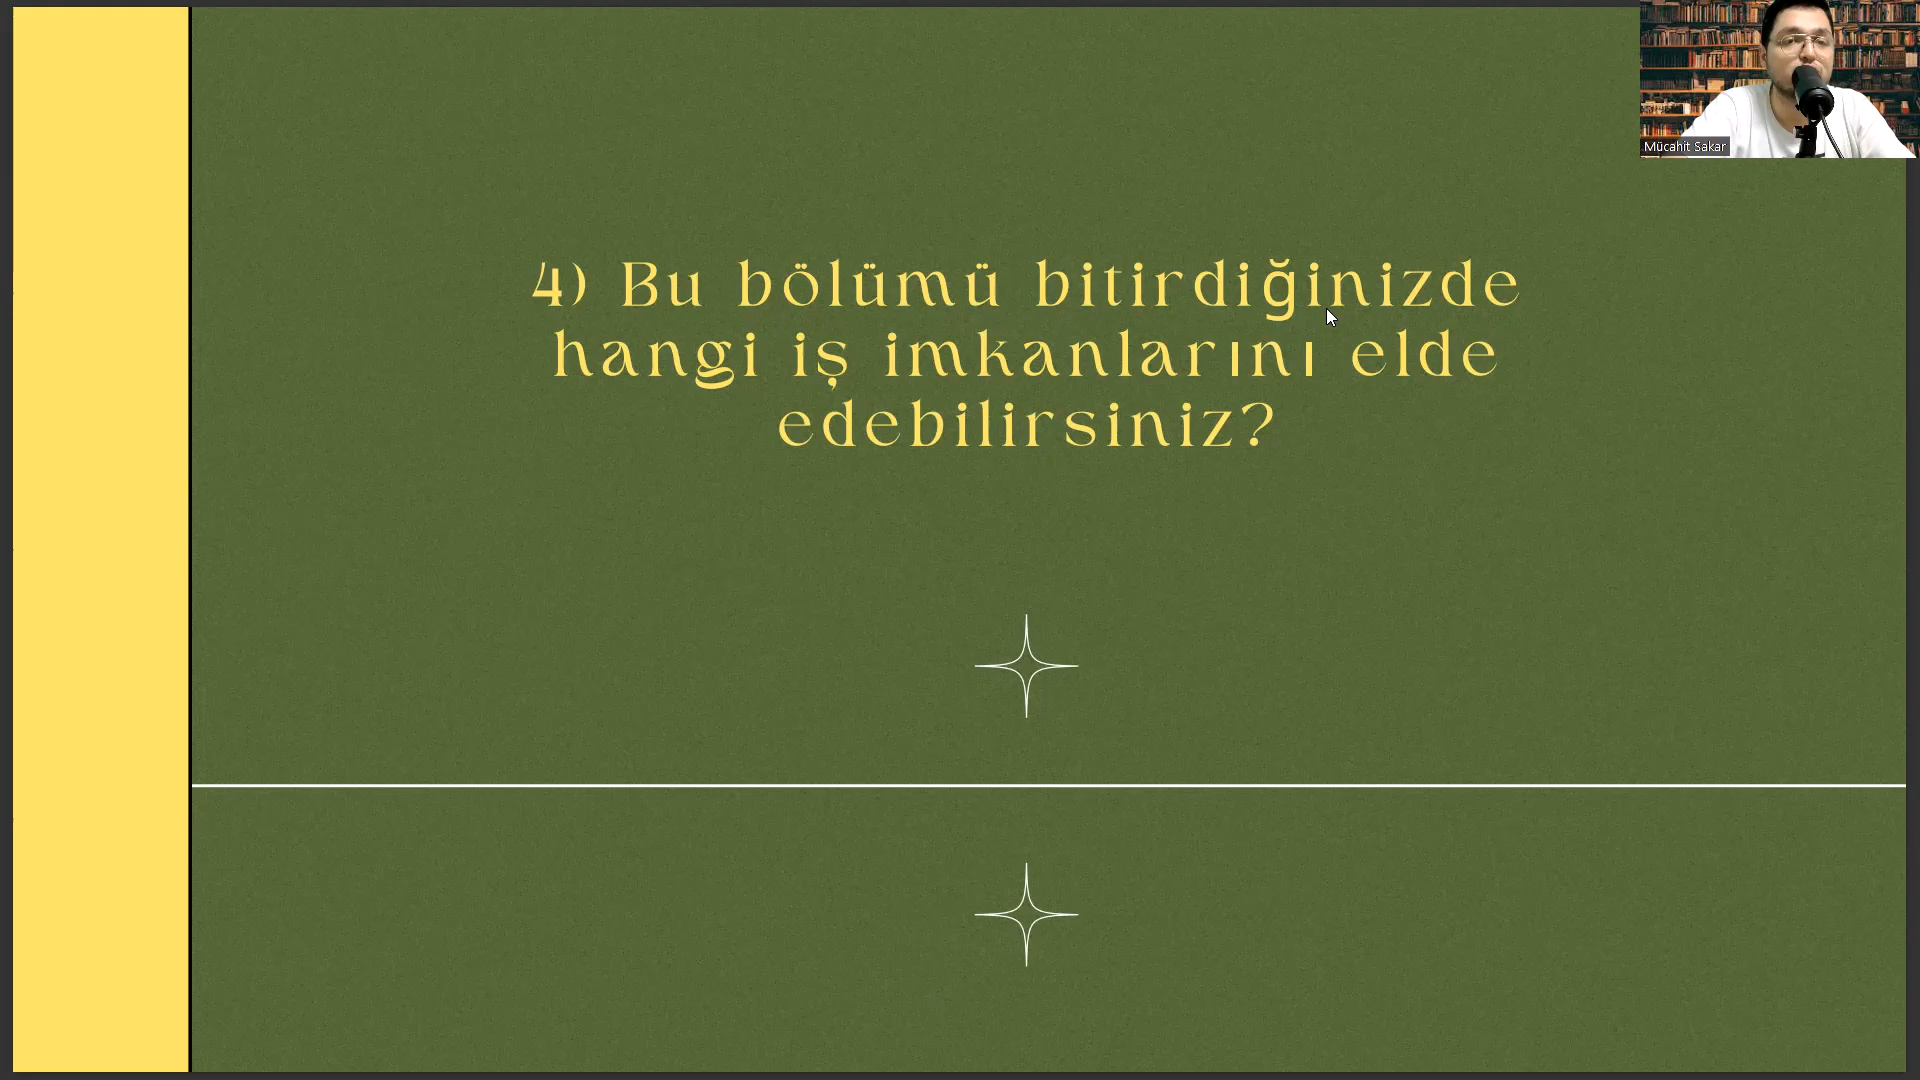 Mücahit Sakar
4) Bu bölümü bitirdiğinizde
hangi iş imkanlarını elde
edebilirsiniz?